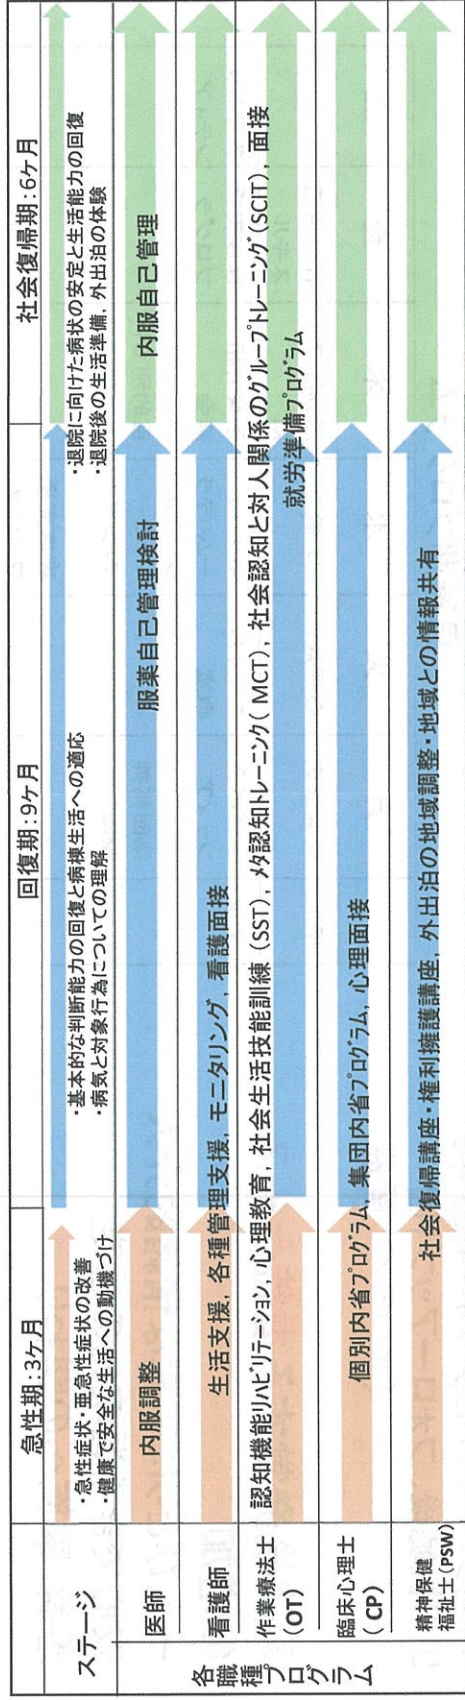 急性期：3ヶ月
回復期：9ヶ月
社会復帰期：6ヶ月
ステージ
・急性症状・亜急性症状の改善
・健康で安全な生活への動機づけ
・基本的な判断能力の回復と病棟生活への適応
・病気と対象行為についての理解
・退院に向けた病状の安定と生活能力の回復
・退院後の生活準備，外出泊の体験
各職種プログラム
医師
内服調整
服薬自己管理検討
内服自己管理
看護師
生活支援，各種管理支援，モニタリング，看護面接
作業療法士
(OT)
認知機能リハビリテーション，心理教育，社会生活技能訓練（SST），メタ認知トレーニング（MCT），社会認知と対人関係のグループトレーニング（SCIT），面接
就労準備プログラム
臨床心理士
(CP)
個別内省プログラム，集団内省プログラム，心理面接
精神保健
福祉士(PSW)
社会復帰講座・権利擁護講座，外出泊の地域調整・地域との情報共有